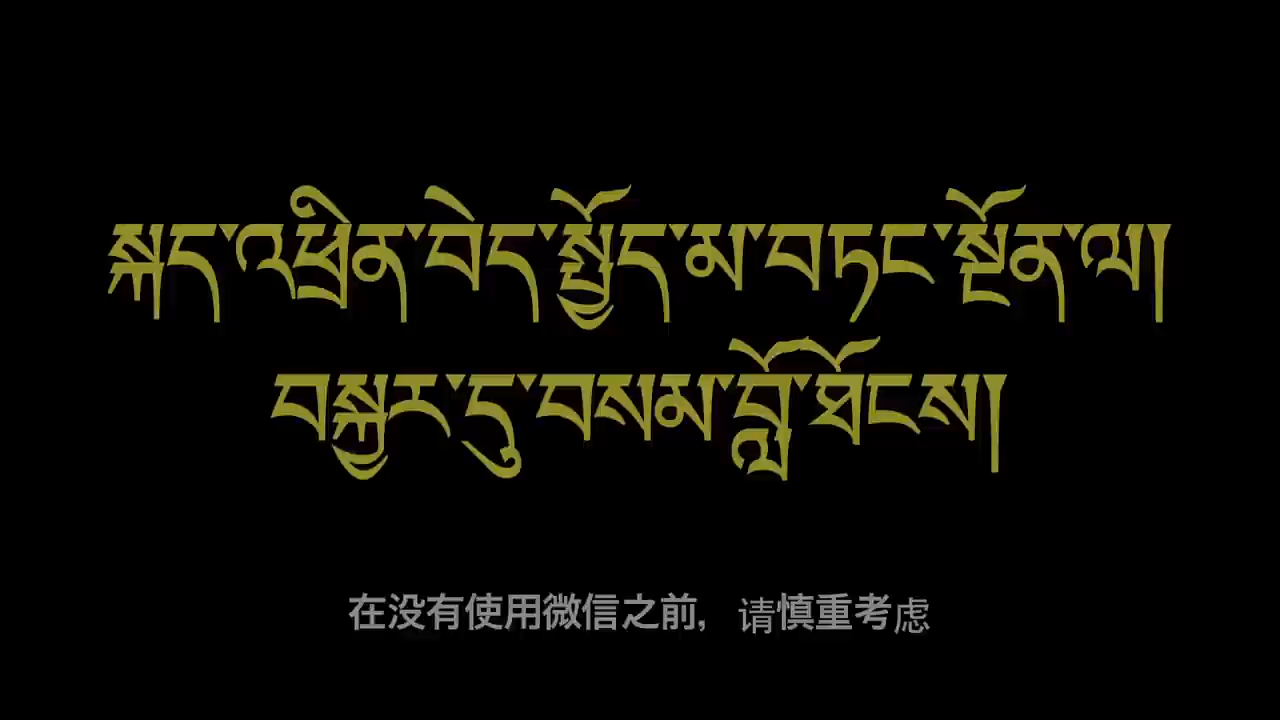 སྐད་འཕྲིན་བེད་སྤྱོད་མ་བཏང་སྔོན་ལ།
བསྐྱར་དུ་བསམ་བློ་ཐོངས།
在没有使用微信之前，请慎重考虑